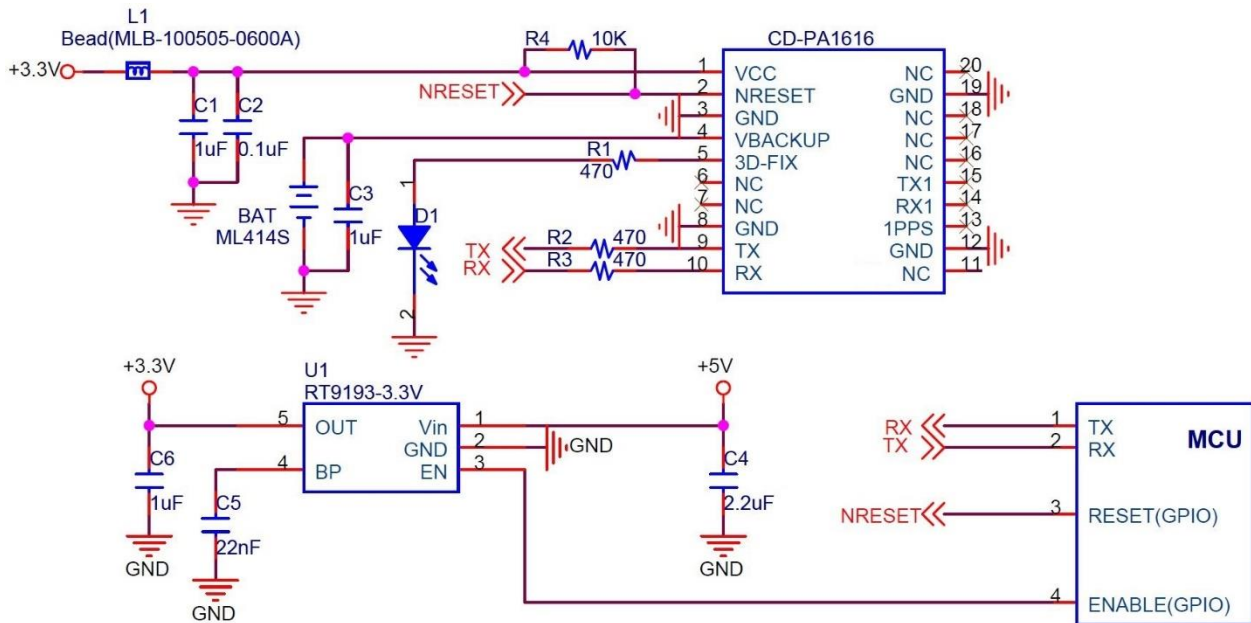 L1
Bead(MLB-100505-0600A)
+3.3V
C1
1uF
C2
0.1uF
R4 10K
NRESET
CD-PA1616
1 VCC NC 20
2 NRESET GND 19
3 GND NC 18
4 VBACKUP NC 17
5 3D-FIX NC 16
6 NC TX1 15
7 NC RX1 14
8 GND 1PPS 13
9 TX GND 12
10 RX NC 11
BAT
ML414S
C3
1uF
1
D1
2
R1
470
TX R2 470
RX R3 470
+3.3V
U1
RT9193-3.3V
+5V
5 OUT Vin 1
4 BP GND 2 GND
EN 3
C6
1uF
GND
C5
22nF
GND
C4
2.2uF
GND
MCU
RX 1 TX
TX 2 RX
NRESET 3 RESET(GPIO)
4 ENABLE(GPIO)